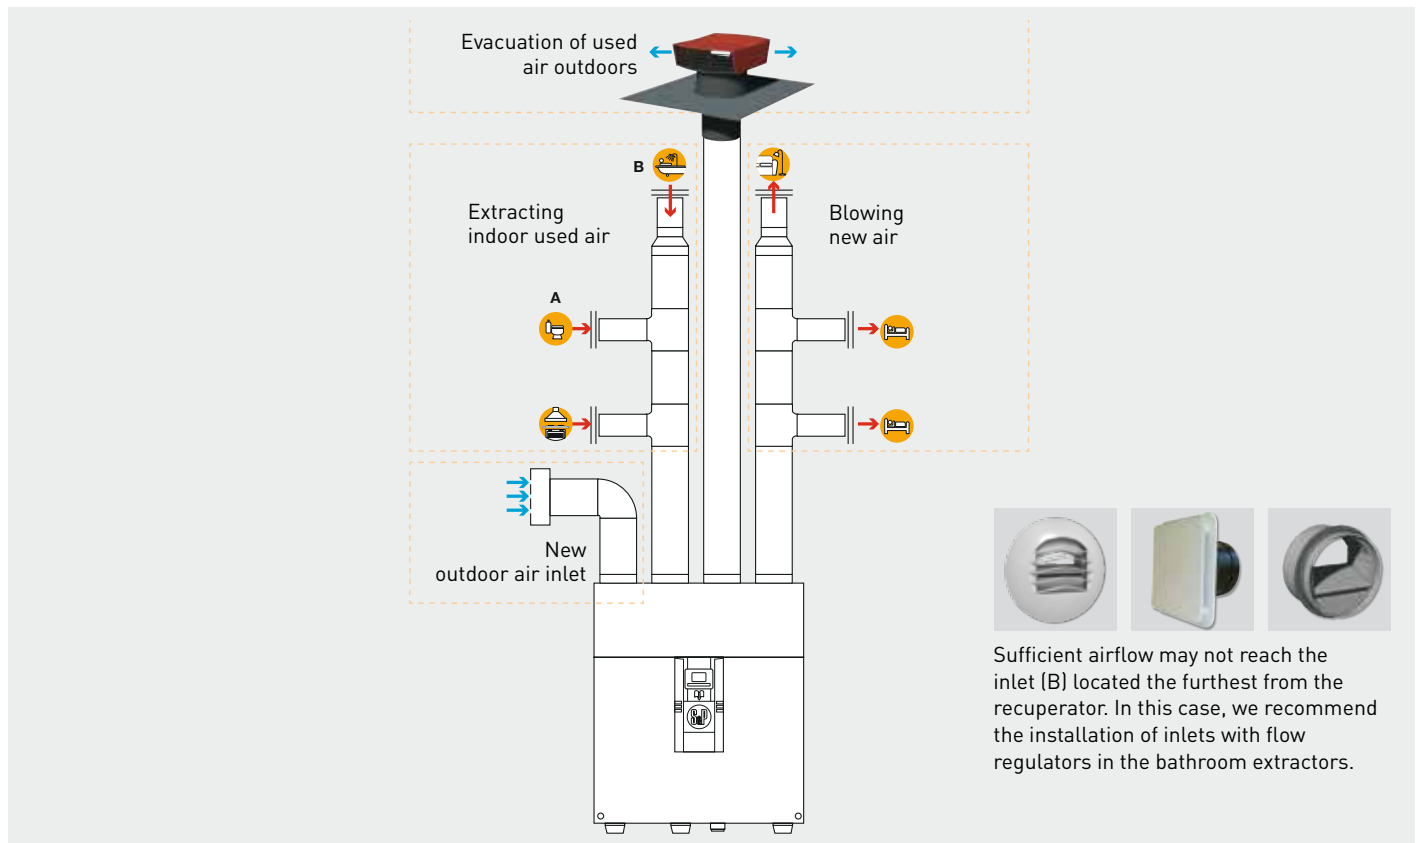 Evacuation of used
air outdoors
B
Extracting
indoor used air
Blowing
new air
A
New
outdoor air inlet
S&P
Sufficient airflow may not reach the
inlet (B) located the furthest from the
recuperator. In this case, we recommend
the installation of inlets with flow
regulators in the bathroom extractors.